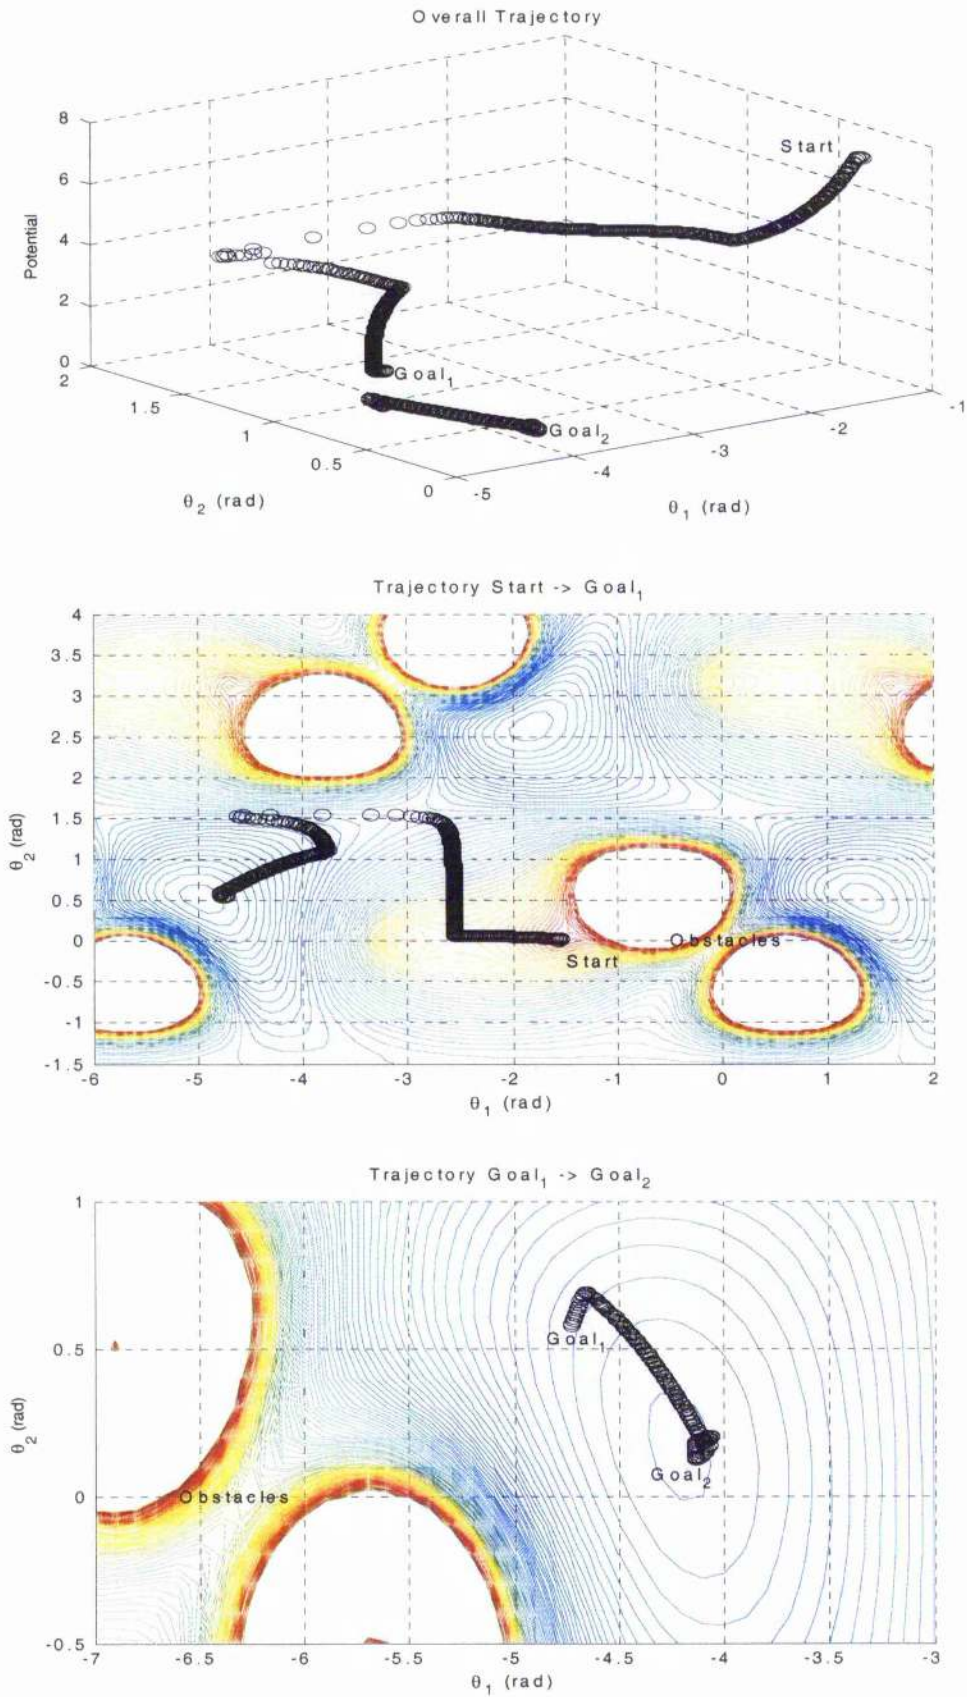 Overall Trajectory
8
6
4
2
0
Potential
Start
Goal1
Goal2
2
1.5
1
0.5
0
-5
-4
-3
-2
-1
θ2 (rad)
θ1 (rad)
Trajectory Start -> Goal1
4
3.5
3
2.5
2
1.5
1
0.5
0
-0.5
-1
-1.5
θ2 (rad)
Obstacles
Start
-6
-5
-4
-3
-2
-1
0
1
2
θ1 (rad)
Trajectory Goal1 -> Goal2
1
0.5
0
-0.5
θ2 (rad)
Goal1
Goal2
Obstacles
-7
-6.5
-6
-5.5
-5
-4.5
-4
-3.5
-3
θ1 (rad)